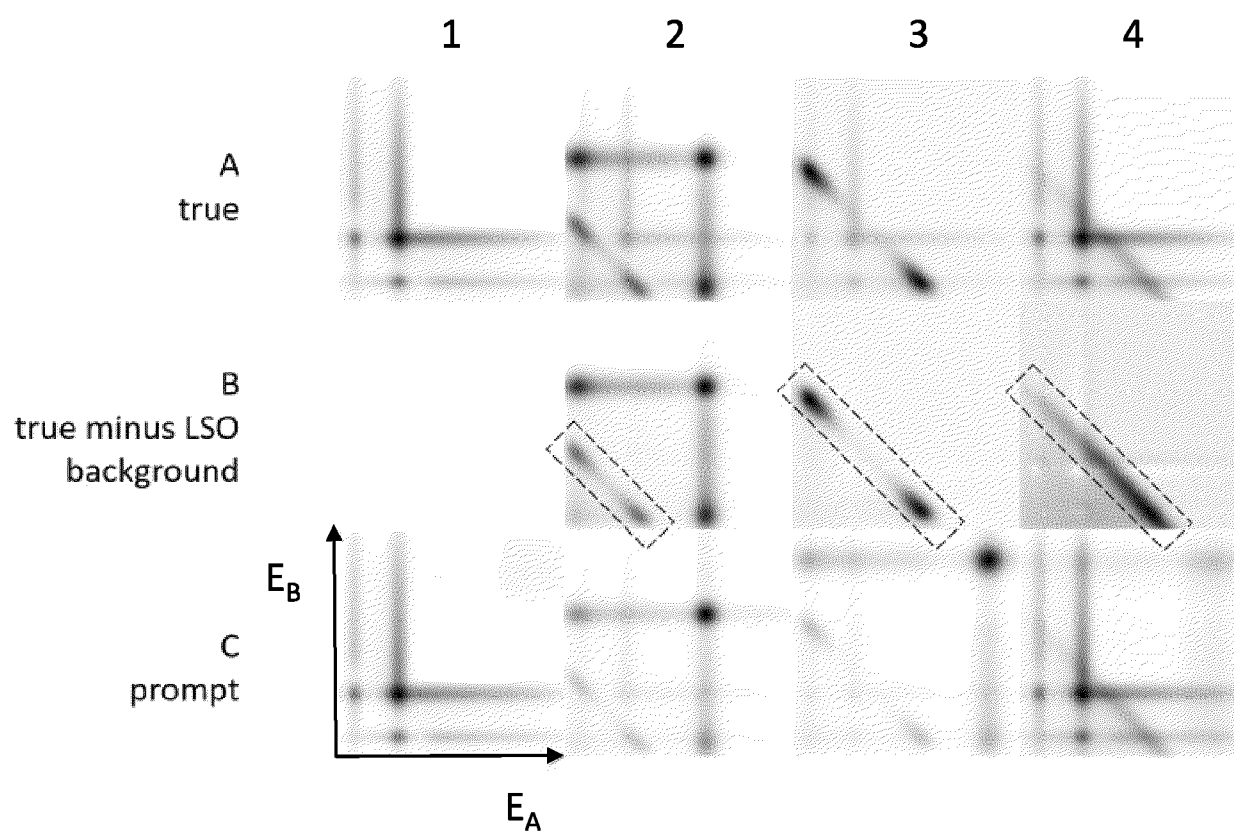 1 2 3 4
A
true
B
true minus LSO
background
E_B
C
prompt
E_A